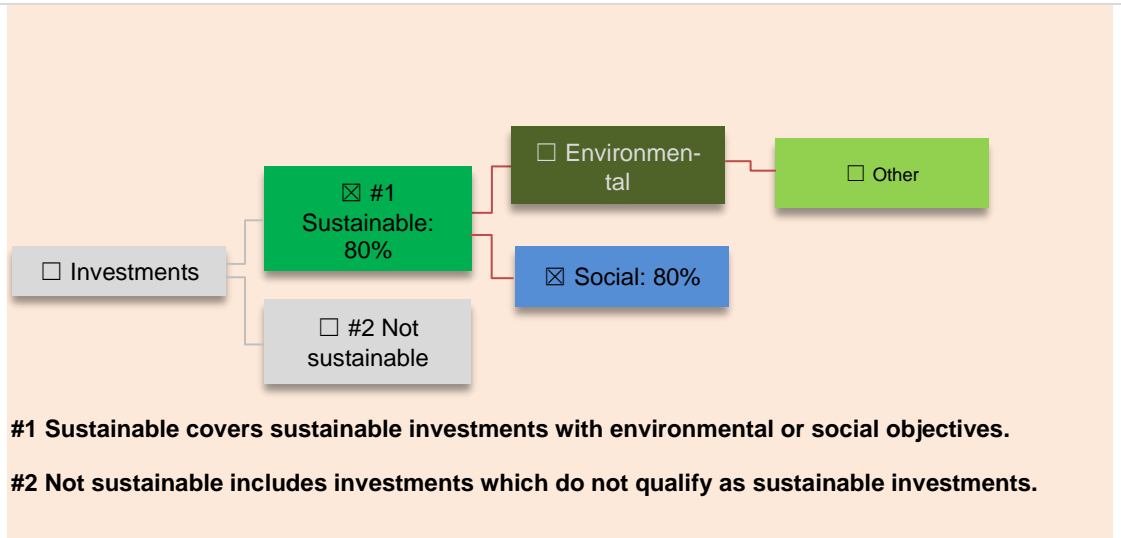 ☐ Environmen-
tal
☐ Other
☒ #1
Sustainable:
80%
☐ Investments
☒ Social: 80%
☐ #2 Not
sustainable
#1 Sustainable covers sustainable investments with environmental or social objectives.
#2 Not sustainable includes investments which do not qualify as sustainable investments.